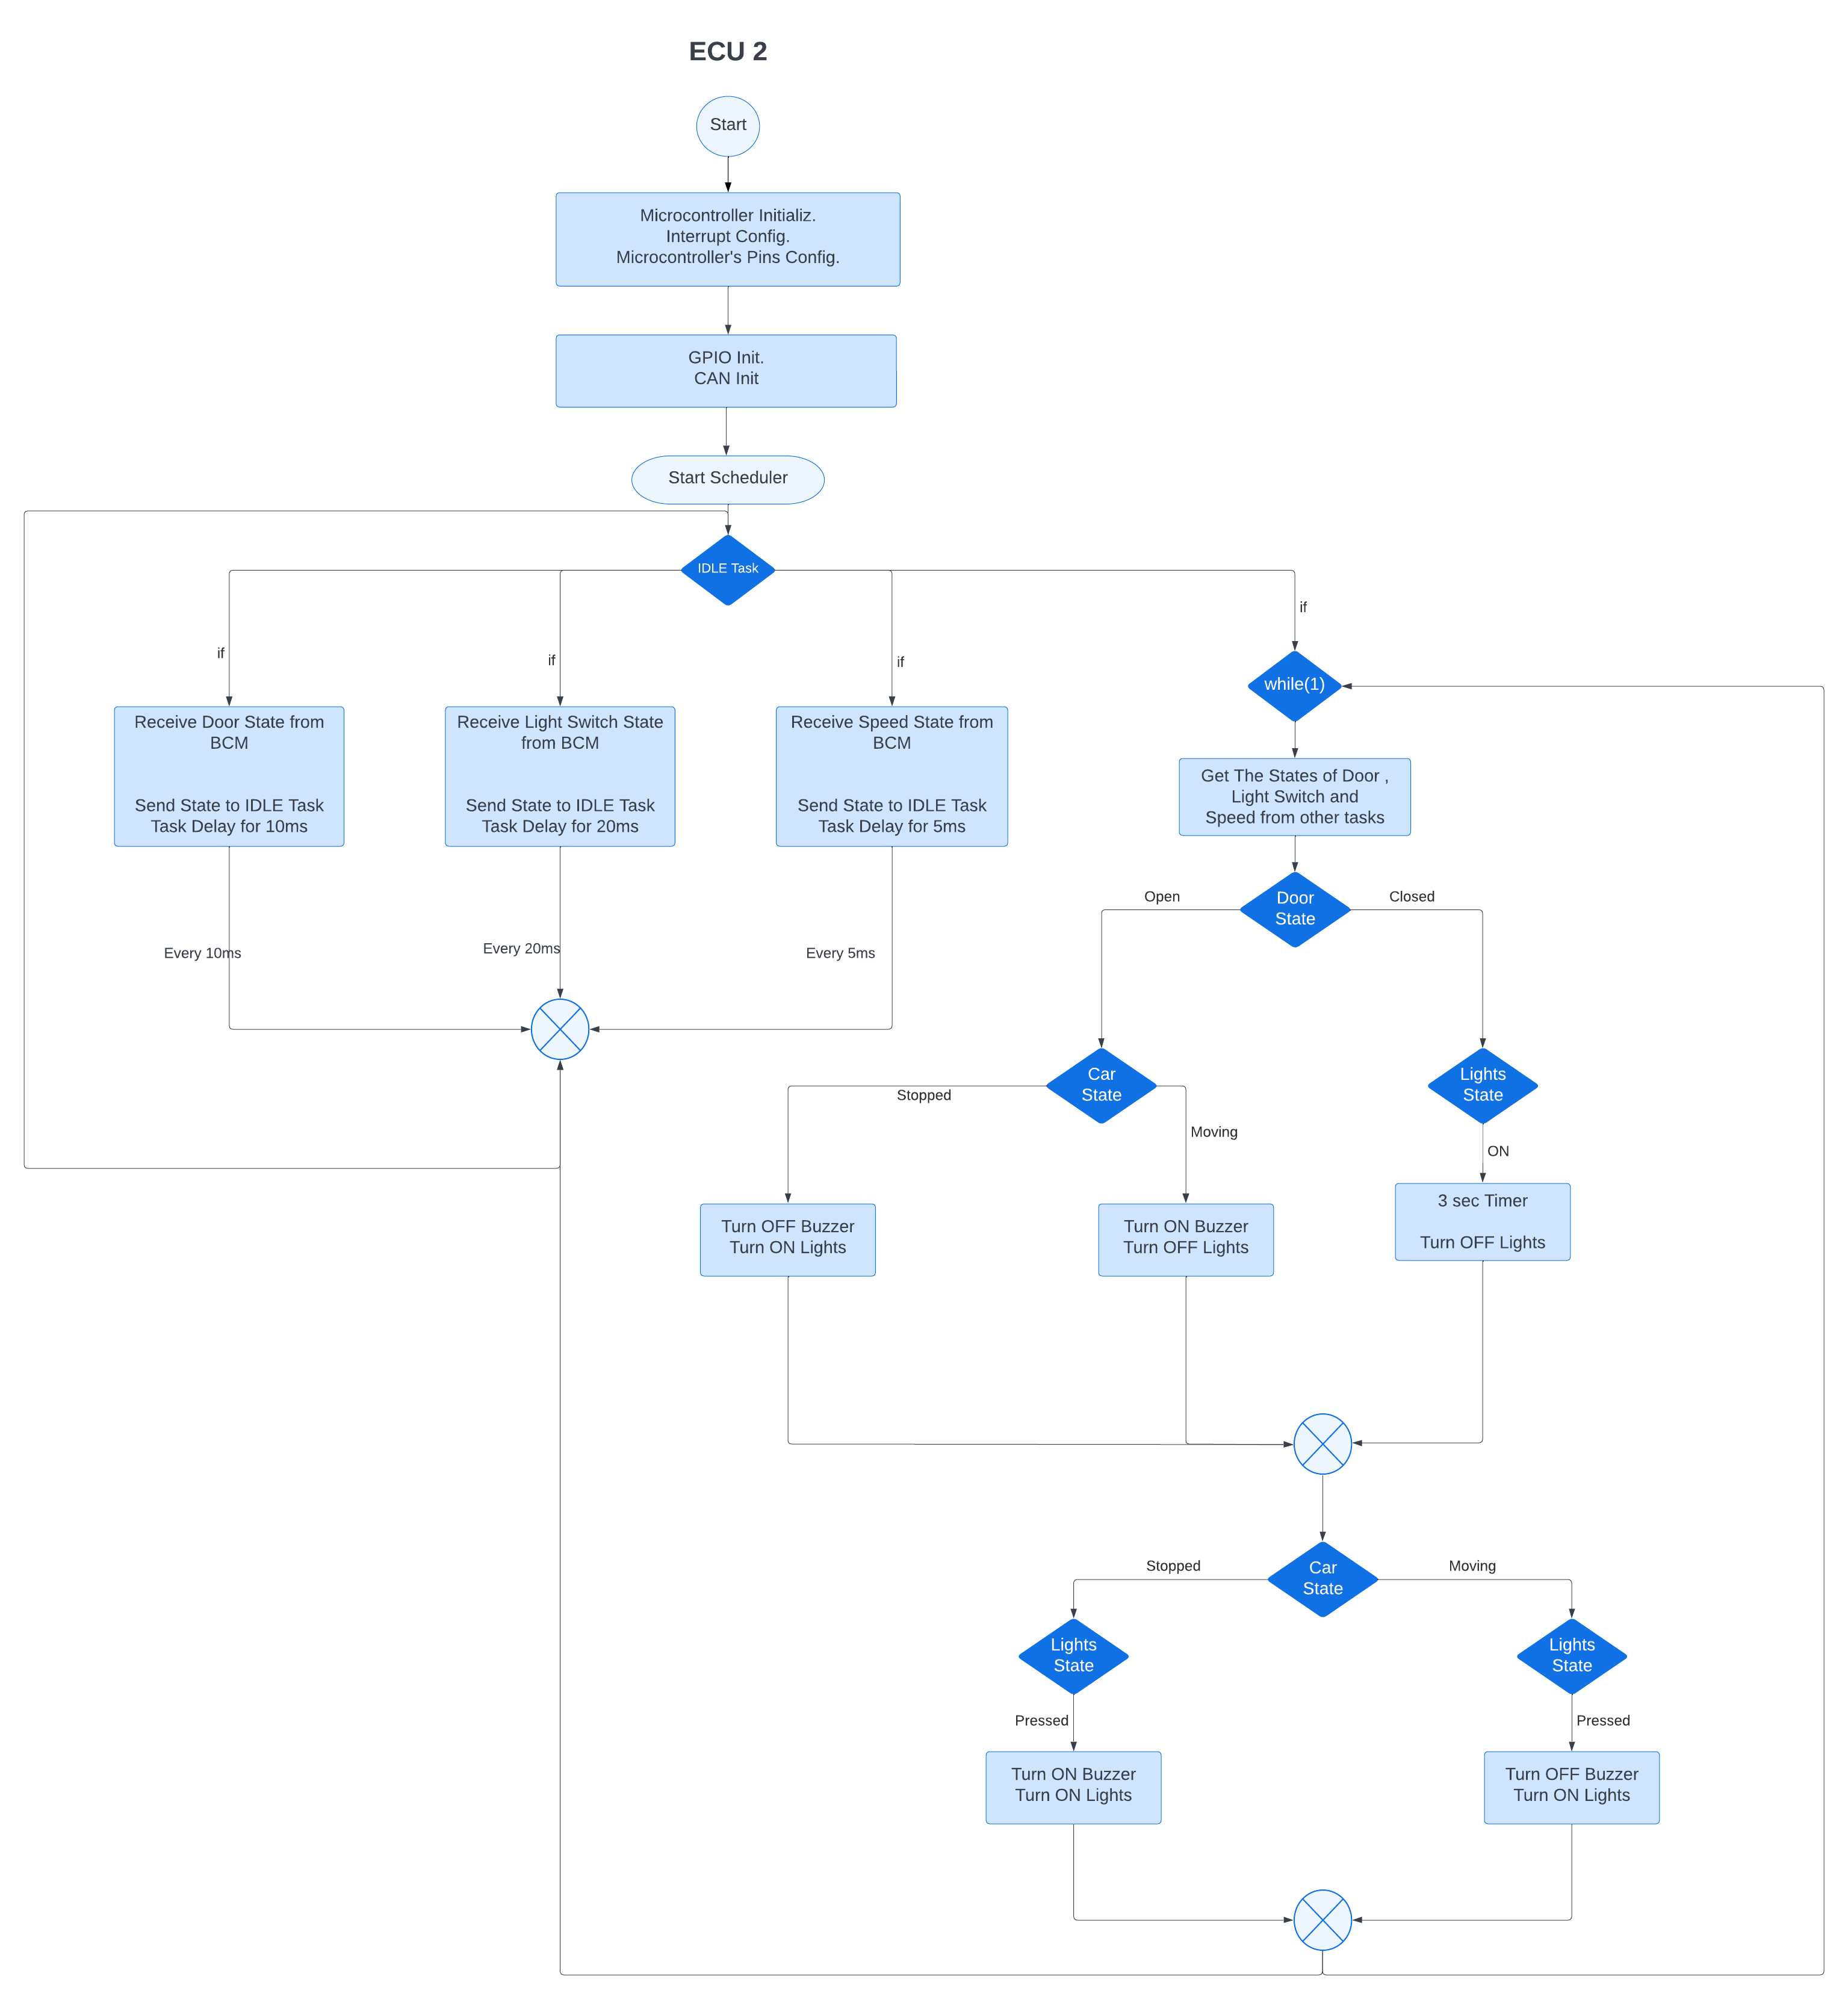 ECU 2
Start
Microcontroller Initializ.
Interrupt Config.
Microcontroller's Pins Config.
GPIO Init.
CAN Init
Start Scheduler
IDLE Task
if
if
if
if
while(1)
Receive Door State from
BCM
Send State to IDLE Task
Task Delay for 10ms
Receive Light Switch State
from BCM
Send State to IDLE Task
Task Delay for 20ms
Receive Speed State from
BCM
Send State to IDLE Task
Task Delay for 5ms
Get The States of Door ,
Light Switch and
Speed from other tasks
Door
State
Open
Closed
Every 10ms
Every 20ms
Every 5ms
Car
State
Lights
State
Stopped
Moving
ON
Turn OFF Buzzer
Turn ON Lights
Turn ON Buzzer
Turn OFF Lights
3 sec Timer
Turn OFF Lights
Car
State
Stopped
Moving
Lights
State
Lights
State
Pressed
Pressed
Turn ON Buzzer
Turn ON Lights
Turn OFF Buzzer
Turn ON Lights